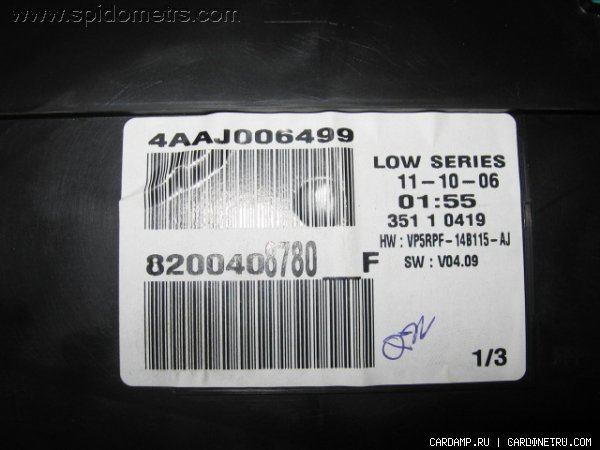 www.spidometrs.com
4AAJ006499
LOW SERIES
11-10-06
01:55
351 1 0419
HW : VP5RPF-14B115-AJ
SW : V04.09
8200408780__F
1/3
CARDAMP.RU | CARDINETRU.COM